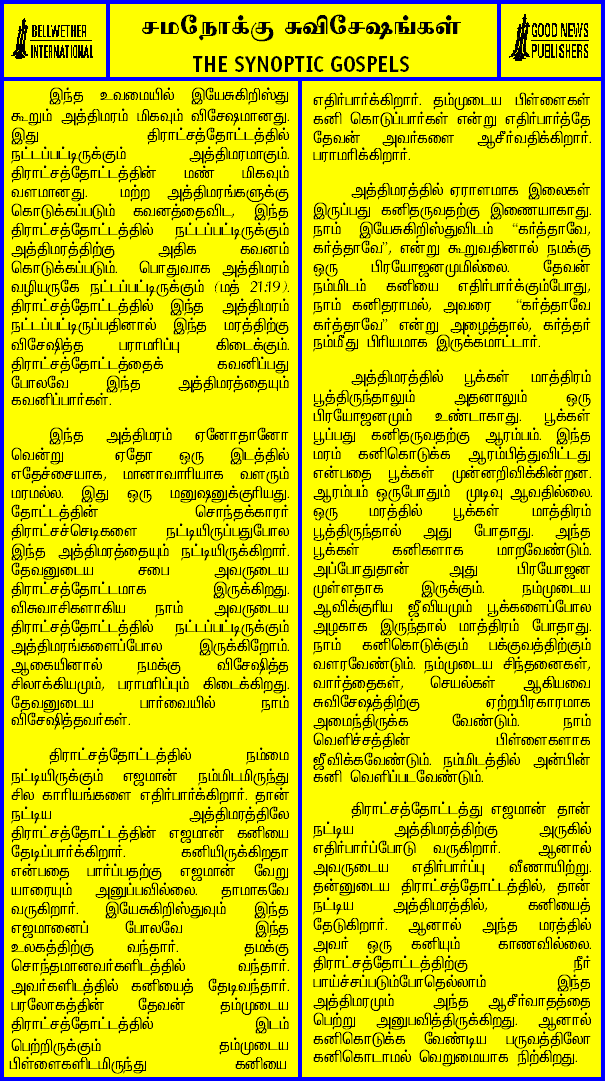 BELLWETHER
INTERNATIONAL
சமநோக்கு சுவிசேஷங்கள்
THE SYNOPTIC GOSPELS
GOOD NEWS
PUBLISHERS
இந்த உவமையில் இயேசுகிறிஸ்து
கூறும் அத்திமரம் மிகவும் விசேஷமானது.
இது திராட்சத்தோட்டத்தில்
நட்டப்பட்டிருக்கும் அத்திமரமாகும்.
திராட்சத்தோட்டத்தின் மண் மிகவும்
வளமானது. மற்ற அத்திமரங்களுக்கு
கொடுக்கப்படும் கவனத்தைவிட, இந்த
திராட்சத்தோட்டத்தில் நட்டப்பட்டிருக்கும்
அத்திமரத்திற்கு அதிக கவனம்
கொடுக்கப்படும். பொதுவாக அத்திமரம்
வழியருகே நட்டப்பட்டிருக்கும் (மத் 21:19).
திராட்சத்தோட்டத்தில் இந்த அத்திமரம்
நட்டப்பட்டிருப்பதினால் இந்த மரத்திற்கு
விசேஷித்த பராமரிப்பு கிடைக்கும்.
திராட்சத்தோட்டத்தைக் கவனிப்பது
போலவே இந்த அத்திமரத்தையும்
கவனிப்பார்கள்.
இந்த அத்திமரம் ஏனோதானோ
வென்று ஏதோ ஒரு இடத்தில்
எதேச்சையாக, மானாவாரியாக வளரும்
மரமல்ல. இது ஒரு மனுஷனுக்குரியது.
தோட்டத்தின் சொந்தக்காரர்
திராட்சச்செடிகளை நட்டியிருப்பதுபோல
இந்த அத்திமரத்தையும் நட்டியிருக்கிறார்.
தேவனுடைய சபை அவருடைய
திராட்சத்தோட்டமாக இருக்கிறது.
விசுவாசிகளாகிய நாம் அவருடைய
திராட்சத்தோட்டத்தில் நட்டப்பட்டிருக்கும்
அத்திமரங்களைப்போல இருக்கிறோம்.
ஆகையினால் நமக்கு விசேஷித்த
சிலாக்கியமும், பராமரிப்பும் கிடைக்கிறது.
தேவனுடைய பார்வையில் நாம்
விசேஷித்தவர்கள்.
திராட்சத்தோட்டத்தில் நம்மை
நட்டியிருக்கும் எஜமான் நம்மிடமிருந்து
சில காரியங்களை எதிர்பார்க்கிறார். தான்
நட்டிய அத்திமரத்திலே
திராட்சத்தோட்டத்தின் எஜமான் கனியை
தேடிப்பார்க்கிறார். கனியிருக்கிறதா
என்பதை பார்ப்பதற்கு எஜமான் வேறு
யாரையும் அனுப்பவில்லை. தாமாகவே
வருகிறார். இயேசுகிறிஸ்துவும் இந்த
எஜமானைப் போலவே இந்த
உலகத்திற்கு வந்தார். தமக்கு
சொந்தமானவர்களிடத்தில் வந்தார்.
அவர்களிடத்தில் கனியைத் தேடிவந்தார்.
பரலோகத்தின் தேவன் தம்முடைய
திராட்சத்தோட்டத்தில் இடம்
பெற்றிருக்கும் தம்முடைய
பிள்ளைகளிடமிருந்து கனியை
எதிர்பார்க்கிறார். தம்முடைய பிள்ளைகள்
கனி கொடுப்பார்கள் என்று எதிர்பார்த்தே
தேவன் அவர்களை ஆசீர்வதிக்கிறார்.
பராமரிக்கிறார்.
அத்திமரத்தில் ஏராளமாக இலைகள்
இருப்பது கனிதருவதற்கு இணையாகாது.
நாம் இயேசுகிறிஸ்துவிடம் “கர்த்தாவே,
கர்த்தாவே”, என்று கூறுவதினால் நமக்கு
ஒரு பிரயோஜனமுமில்லை. தேவன்
நம்மிடம் கனியை எதிர்பார்க்கும்போது,
நாம் கனிதராமல், அவரை “கர்த்தாவே
கர்த்தாவே” என்று அழைத்தால், கர்த்தர்
நம்மீது பிரியமாக இருக்கமாட்டார்.
அத்திமரத்தில் பூக்கள் மாத்திரம்
பூத்திருந்தாலும் அதனாலும் ஒரு
பிரயோஜனமும் உண்டாகாது. பூக்கள்
பூப்பது கனிதருவதற்கு ஆரம்பம். இந்த
மரம் கனிகொடுக்க ஆரம்பித்துவிட்டது
என்பதை பூக்கள் முன்னறிவிக்கின்றன.
ஆரம்பம் ஒருபோதும் முடிவு ஆவதில்லை.
ஒரு மரத்தில் பூக்கள் மாத்திரம்
பூத்திருந்தால் அது போதாது. அந்த
பூக்கள் கனிகளாக மாறவேண்டும்.
அப்போதுதான் அது பிரயோஜன
முள்ளதாக இருக்கும். நம்முடைய
ஆவிக்குரிய ஜீவியமும் பூக்களைப்போல
அழகாக இருந்தால் மாத்திரம் போதாது.
நாம் கனிகொடுக்கும் பக்குவத்திற்கும்
வளரவேண்டும். நம்முடைய சிந்தனைகள்,
வார்த்தைகள், செயல்கள் ஆகியவை
சுவிசேஷத்திற்கு ஏற்றபிரகாரமாக
அமைந்திருக்க வேண்டும். நாம்
வெளிச்சத்தின் பிள்ளைகளாக
ஜீவிக்கவேண்டும். நம்மிடத்தில் அன்பின்
கனி வெளிப்படவேண்டும்.
திராட்சத்தோட்டத்து எஜமான் தான்
நட்டிய அத்திமரத்திற்கு அருகில்
எதிர்பார்ப்போடு வருகிறார். ஆனால்
அவருடைய எதிர்பார்ப்பு வீணாயிற்று.
தன்னுடைய திராட்சத்தோட்டத்தில், தான்
நட்டிய அத்திமரத்தில், கனியைத்
தேடுகிறார். ஆனால் அந்த மரத்தில்
அவர் ஒரு கனியும் காணவில்லை.
திராட்சத்தோட்டத்திற்கு நீர்
பாய்ச்சப்படும்போதெல்லாம் இந்த
அத்திமரமும் அந்த ஆசீர்வாதத்தை
பெற்று அனுபவித்திருக்கிறது. ஆனால்
கனிகொடுக்க வேண்டிய பருவத்திலோ
கனிகொடாமல் வெறுமையாக நிற்கிறது.